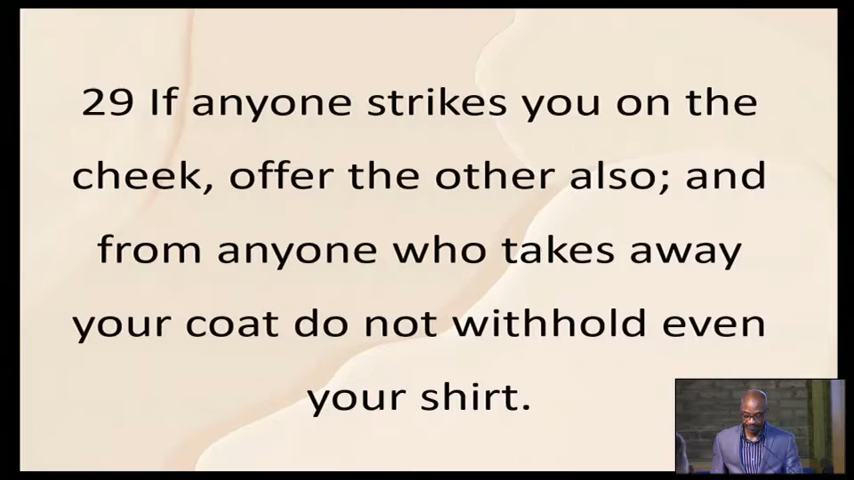 29 If anyone strikes you on the
cheek, offer the other also; and
from anyone who takes away
your coat do not withhold even
your shirt.